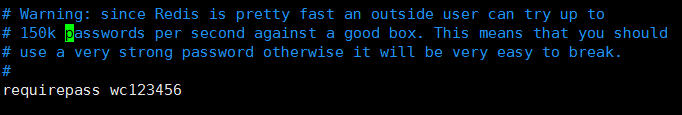 # Warning: since Redis is pretty fast an outside user can try up to
# 150k passwords per second against a good box. This means that you should
# use a very strong password otherwise it will be very easy to break.
#
requirepass wc123456